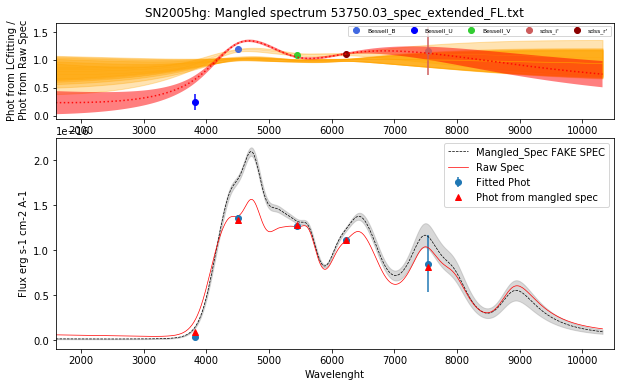 SN2005hg: Mangled spectrum 53750.03_spec_extended_FL.txt
Phot from LCfitting /
Phot from Raw Spec
1.5
1.0
0.5
0.0
Bessell_B
Bessell_U
Bessell_V
sdss_i'
sdss_r'
2000 3000 4000 5000 6000 7000 8000 9000 10000
Flux erg s-1 cm-2 A-1
2.0
1.5
1.0
0.5
0.0
Mangled_Spec FAKE SPEC
Raw Spec
Fitted Phot
Phot from mangled spec
2000 3000 4000 5000 6000 7000 8000 9000 10000
Wavelenght